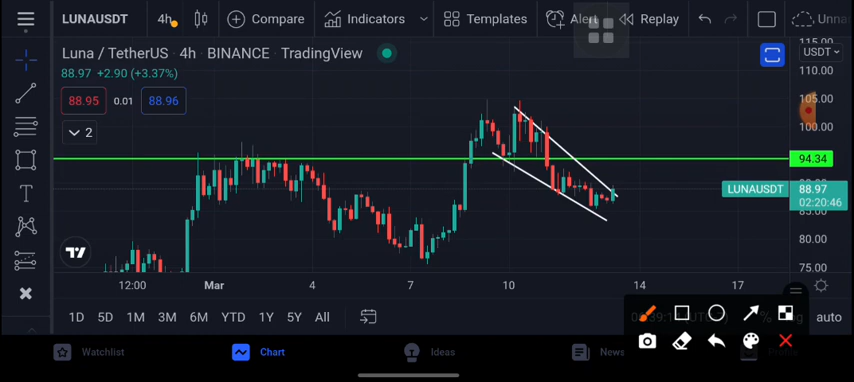 LUNAUSDT 4h Compare Indicators Templates Alert Replay Unna
Luna / TetherUS 4h · BINANCE · TradingView
88.97 +2.90 (+3.37%)
88.95 0.01 88.96
2
USDT
115.00
110.00
105.00
100.00
94.34
LUNAUSDT 88.97
02:20:46
85.00
80.00
75.00
12:00 Mar 4 7 10 14 17
1D 5D 1M 3M 6M YTD 1Y 5Y All % auto
Watchlist Chart Ideas News